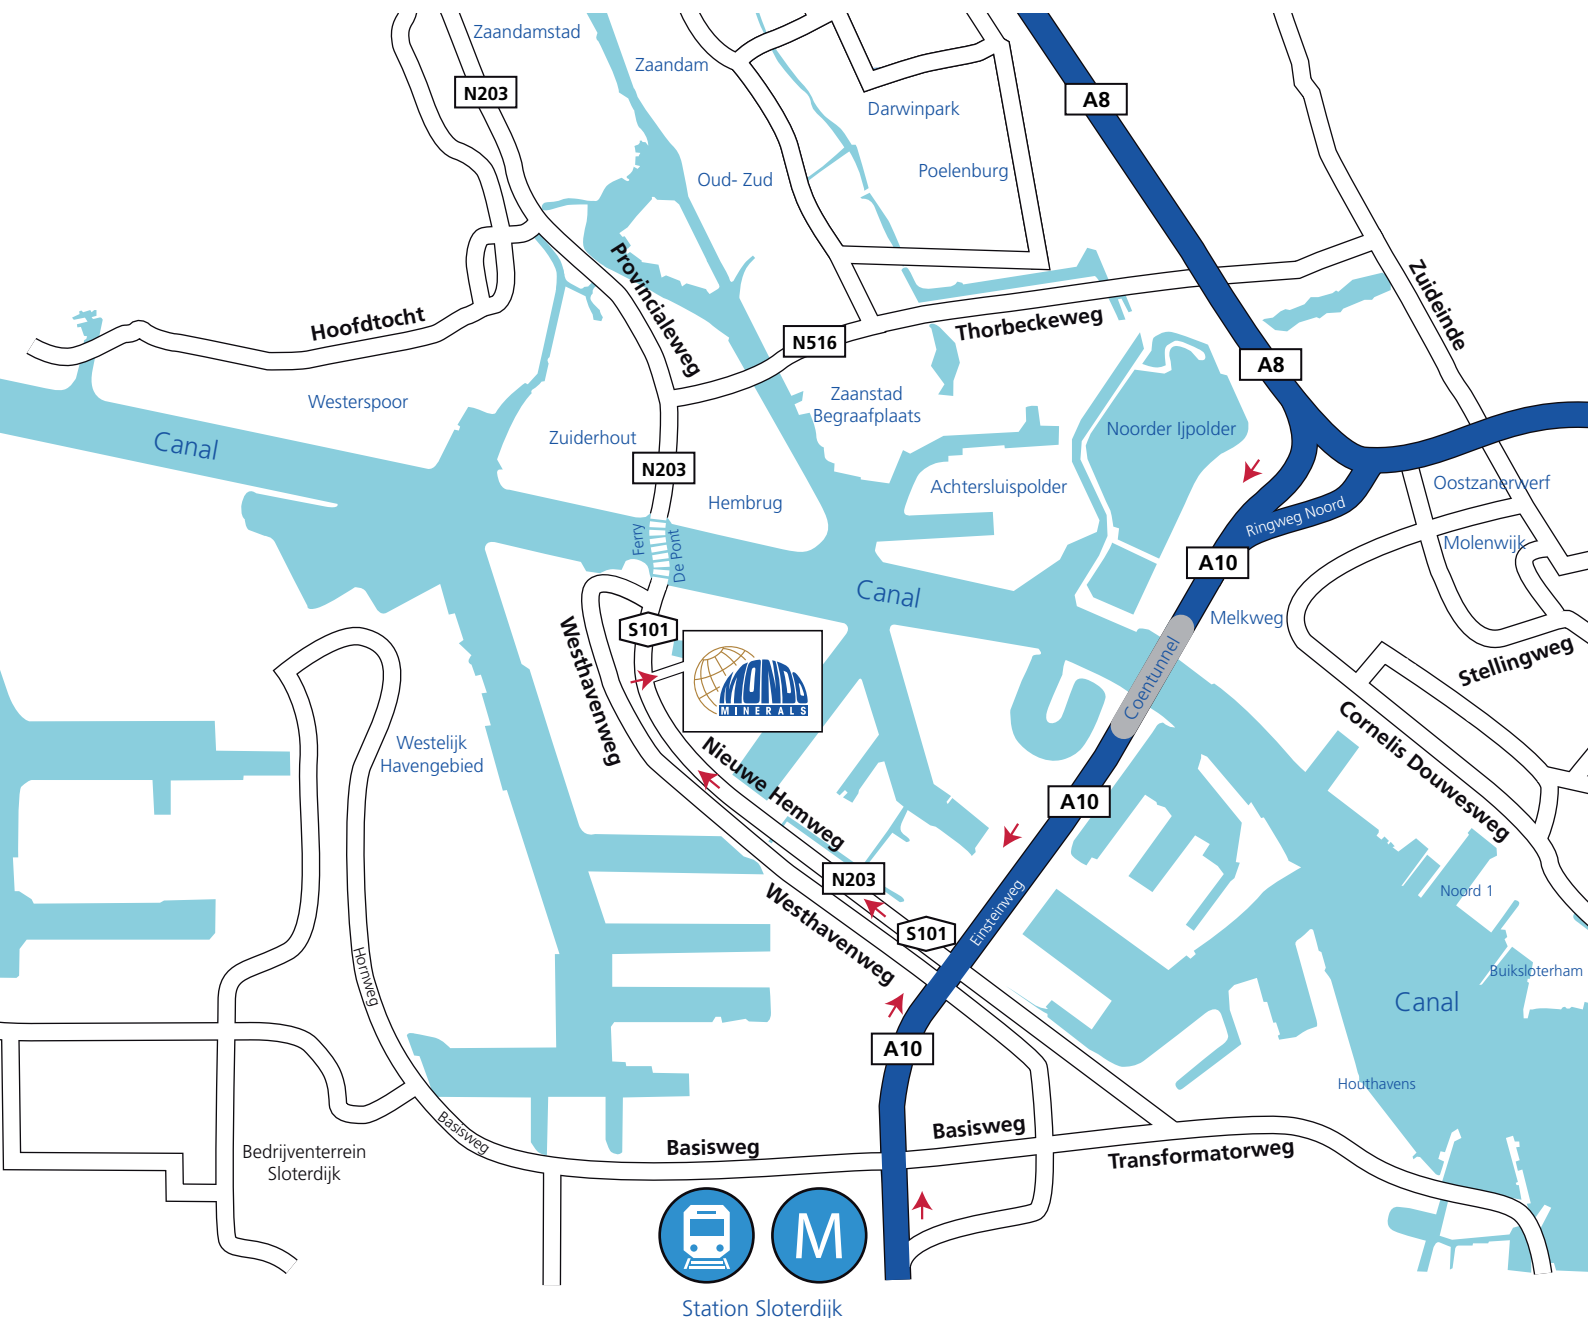 Zaandamstad
Zaandam
N203
A8
Darwinpark
Oud- Zud
Poelenburg
Provincialeweg
Zuideinde
Hoofdtocht
Thorbeckeweg
N516
A8
Westerspoor
Zaanstad
Begraafplaats
Canal
Zuiderhout
Noorder Ijpolder
N203
Hembrug
Achtersluispolder
Oostzanerwerf
Ringweg Noord
Ferry
De Pont
Molenwijk
A10
Canal
Melkweg
S101
Westhavenweg
MONDO
MINERALS
Coentunnel
Stellingweg
Cornelis Douwesweg
Westelijk
Havengebied
Nieuwe Hemweg
A10
N203
Noord 1
Westhavenweg
S101
Einsteinweg
Hornweg
Buiksloterham
Canal
A10
Houthavens
Basisweg
Basisweg
Basisweg
Transformatorweg
Bedrijventerrein
Sloterdijk
M
Station Sloterdijk